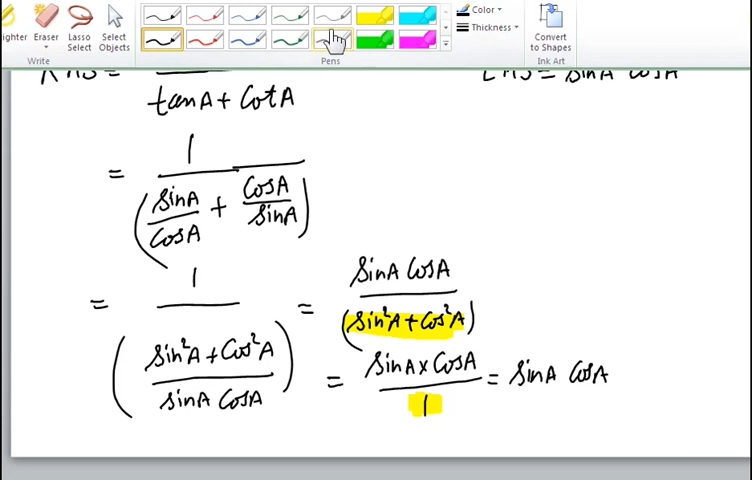 ighter Eraser Lasso Select Select Objects Color Thickness Convert to Shapes
Write Pens Ink Art
RHS = LHS = sinA cosA
tanA + cotA
= 1
(sinA/cosA + cosA/sinA)
= 1 = sinA cosA
(sin²A + cos²A)
(sin²A + cos²A / sinA cosA) = sinA x cosA / 1 = sinA cosA